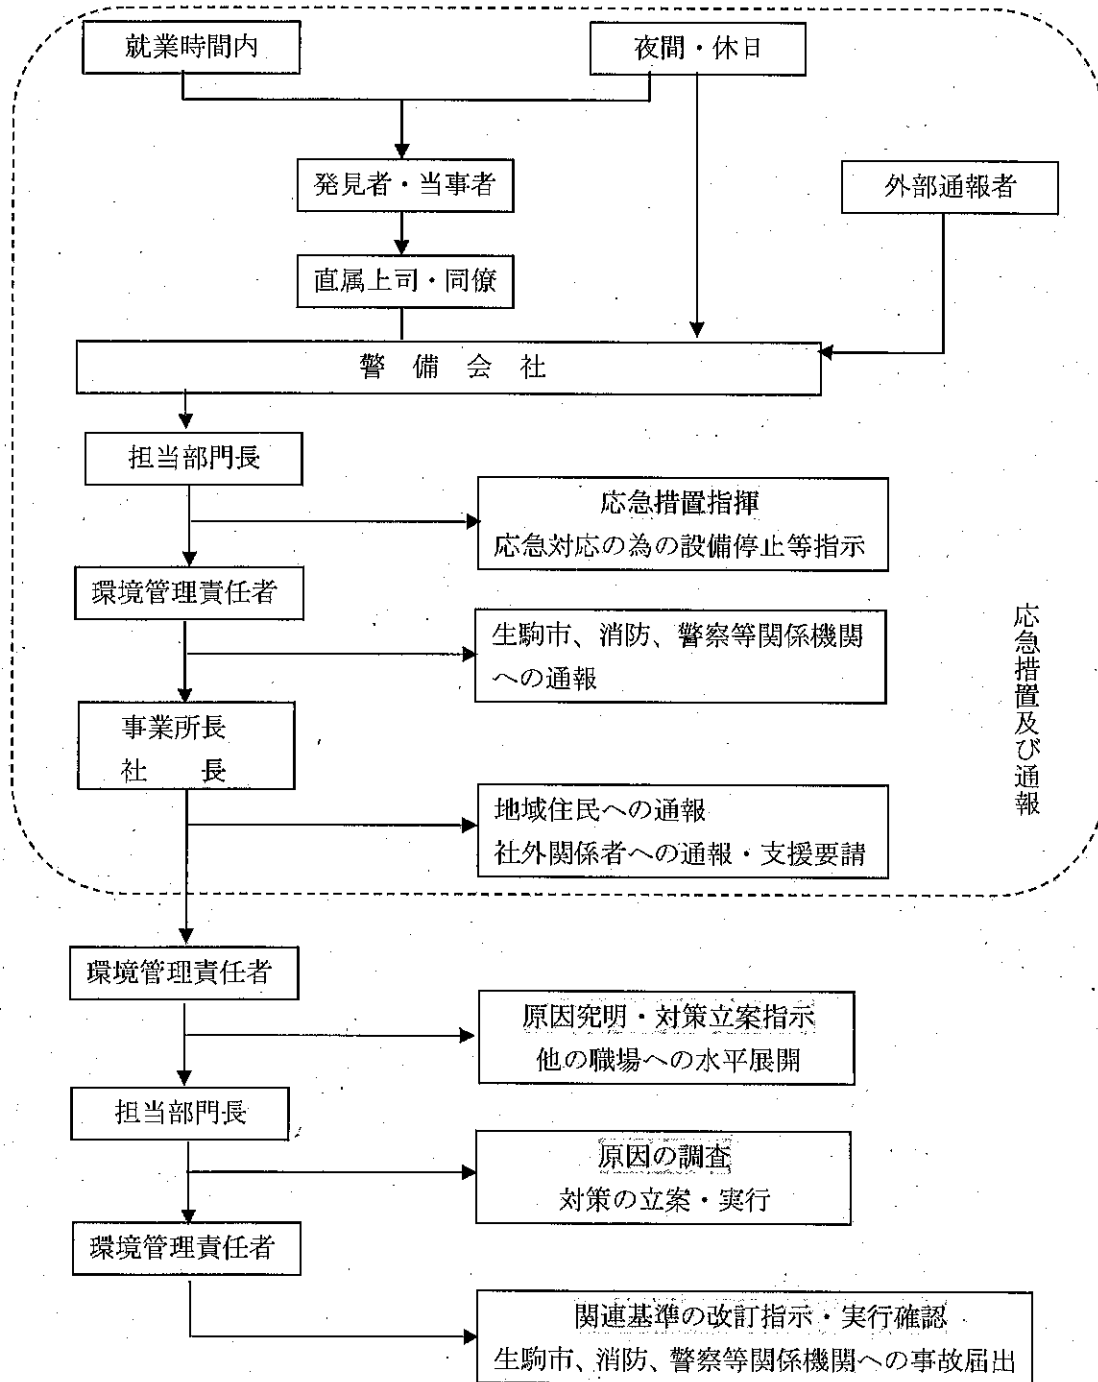 就業時間内
夜間・休日
発見者・当事者
外部通報者
直属上司・同僚
警備会社
担当部門長
応急措置指揮
応急対応の為の設備停止等指示
環境管理責任者
生駒市、消防、警察等関係機関
への通報
事業所長
社　　長
地域住民への通報
社外関係者への通報・支援要請
応急措置及び通報
環境管理責任者
原因究明・対策立案指示
他の職場への水平展開
担当部門長
原因の調査
対策の立案・実行
環境管理責任者
関連基準の改訂指示・実行確認
生駒市、消防、警察等関係機関への事故届出